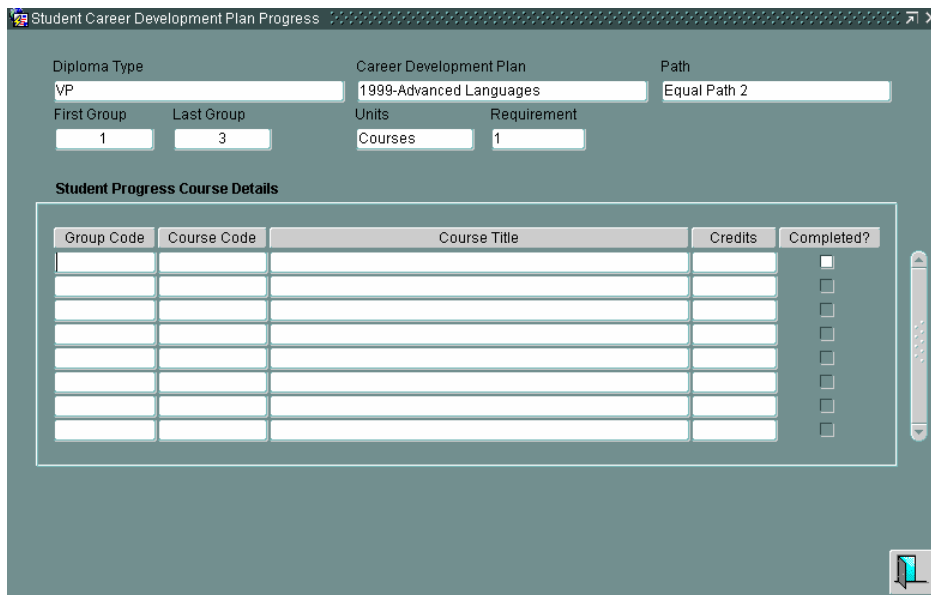 Student Career Development Plan Progress
Diploma Type Career Development Plan Path
VP 1999-Advanced Languages Equal Path 2
First Group Last Group Units Requirement
1 3 Courses 1
Student Progress Course Details
Group Code Course Code Course Title Credits Completed?